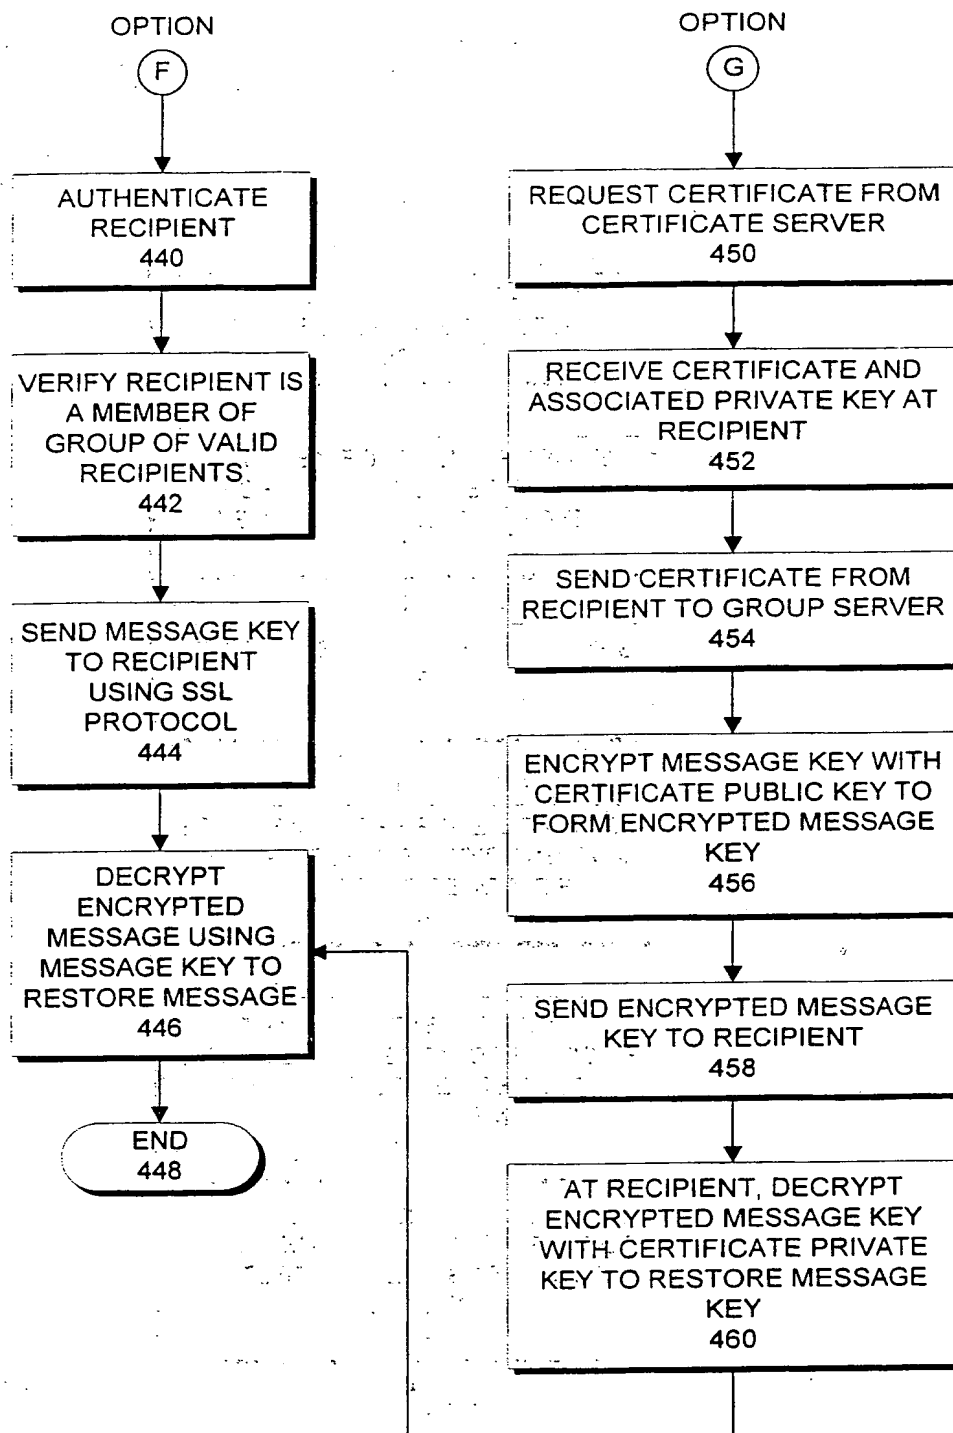 OPTION
F
AUTHENTICATE
RECIPIENT
440
VERIFY RECIPIENT IS
A MEMBER OF
GROUP OF VALID
RECIPIENTS
442
SEND MESSAGE KEY
TO RECIPIENT
USING SSL
PROTOCOL
444
DECRYPT
ENCRYPTED
MESSAGE USING
MESSAGE KEY TO
RESTORE MESSAGE
446
END
448
OPTION
G
REQUEST CERTIFICATE FROM
CERTIFICATE SERVER
450
RECEIVE CERTIFICATE AND
ASSOCIATED PRIVATE KEY AT
RECIPIENT
452
SEND CERTIFICATE FROM
RECIPIENT TO GROUP SERVER
454
ENCRYPT MESSAGE KEY WITH
CERTIFICATE PUBLIC KEY TO
FORM ENCRYPTED MESSAGE
KEY
456
SEND ENCRYPTED MESSAGE
KEY TO RECIPIENT
458
AT RECIPIENT, DECRYPT
ENCRYPTED MESSAGE KEY
WITH CERTIFICATE PRIVATE
KEY TO RESTORE MESSAGE
KEY
460